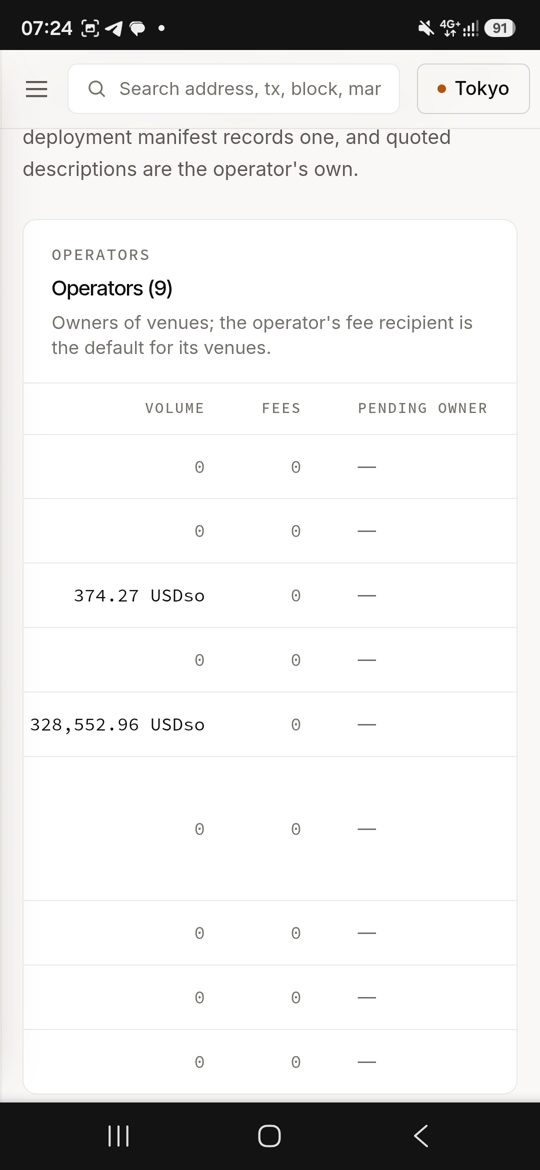 07:24
4G+
91
Search address, tx, block, mar
Tokyo
deployment manifest records one, and quoted
descriptions are the operator's own.
OPERATORS
Operators (9)
Owners of venues; the operator's fee recipient is
the default for its venues.
VOLUME FEES PENDING OWNER
0 0 —
0 0 —
374.27 USDso 0 —
0 0 —
328,552.96 USDso 0 —
0 0 —
0 0 —
0 0 —
0 0 —